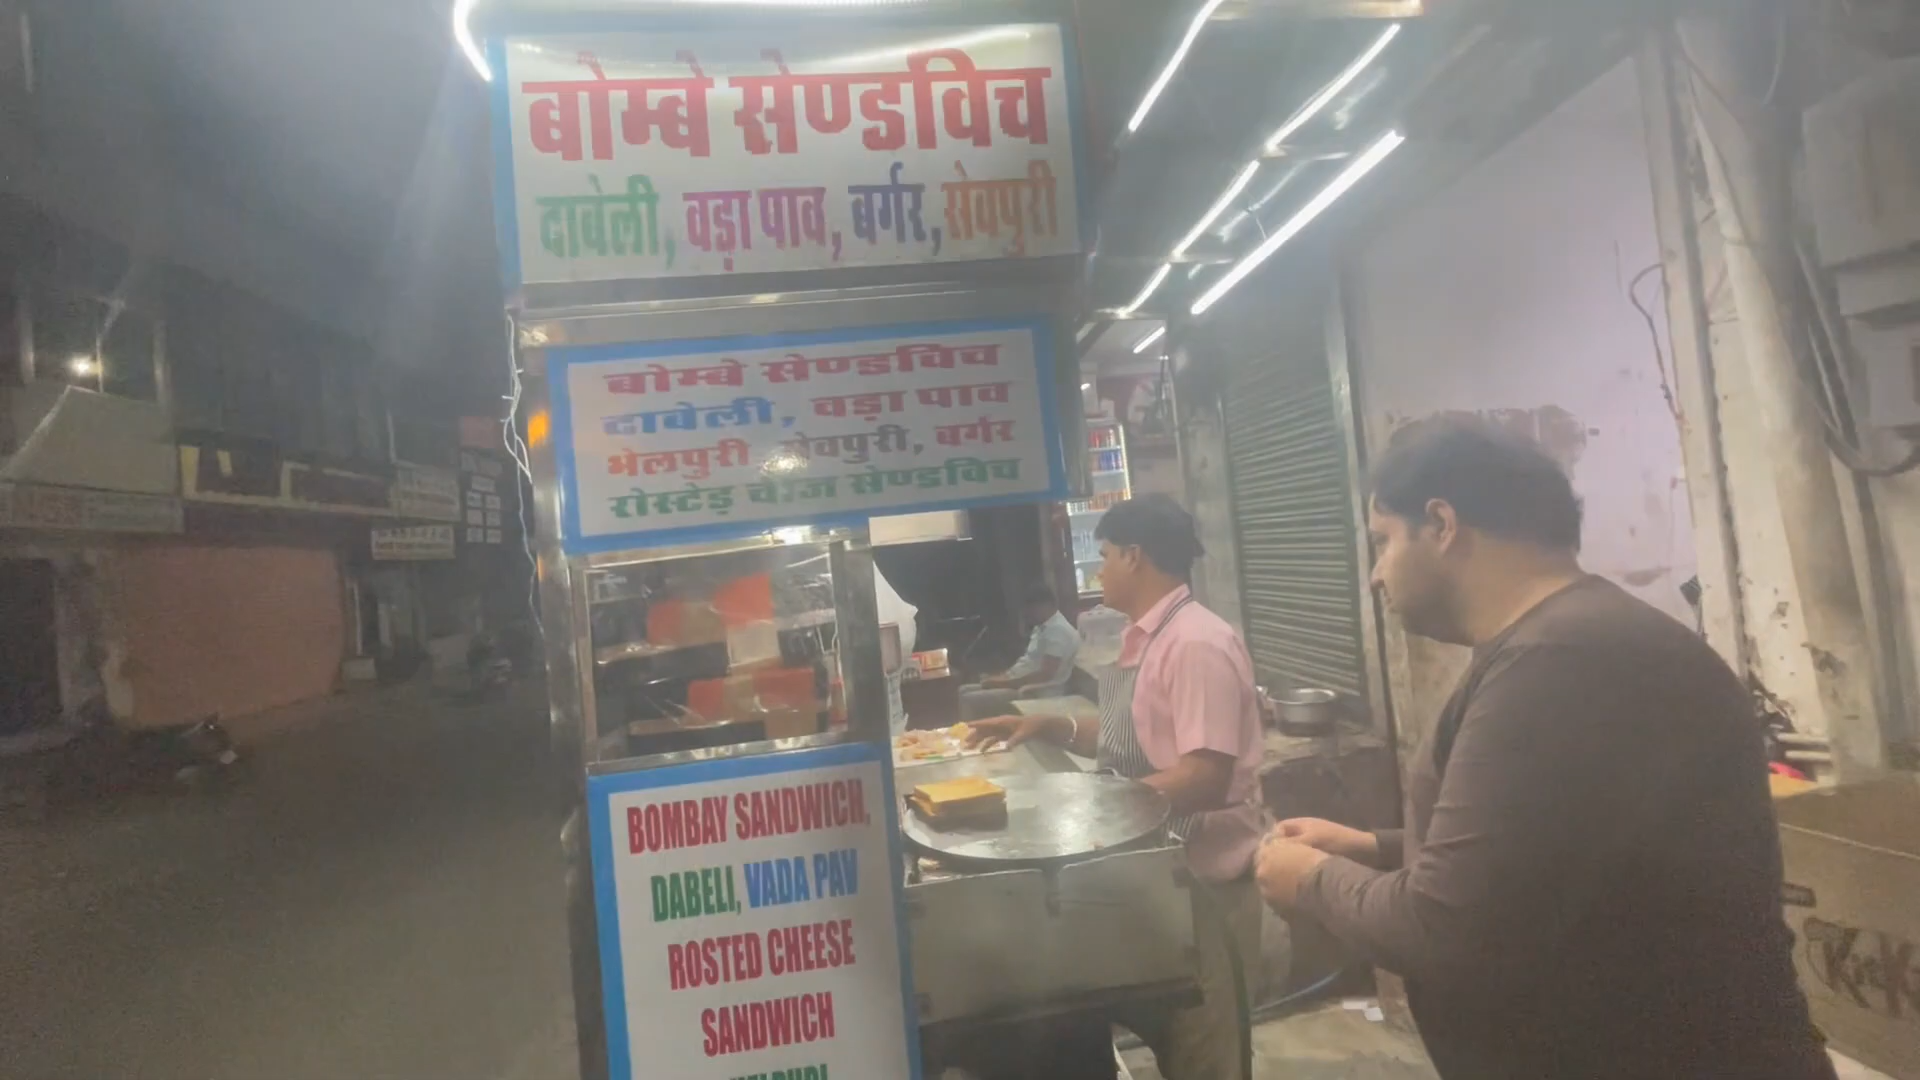 बोम्बे सेण्डविच
दावेली, वड़ा पाव, बर्गर, सेवपुरी
बोम्बे सेण्डविच
दावेली, वड़ा पाव
भेलपुरी सेवपुरी, बर्गर
रोस्टेड़ चीज सेण्डविच
BOMBAY SANDWICH,
DABELI, VADA PAV
ROSTED CHEESE
SANDWICH